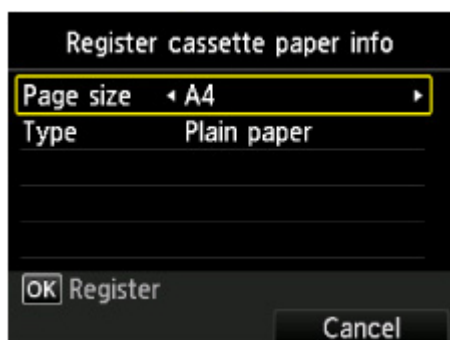 Register cassette paper info
Page size A4
Type Plain paper
OK Register
Cancel